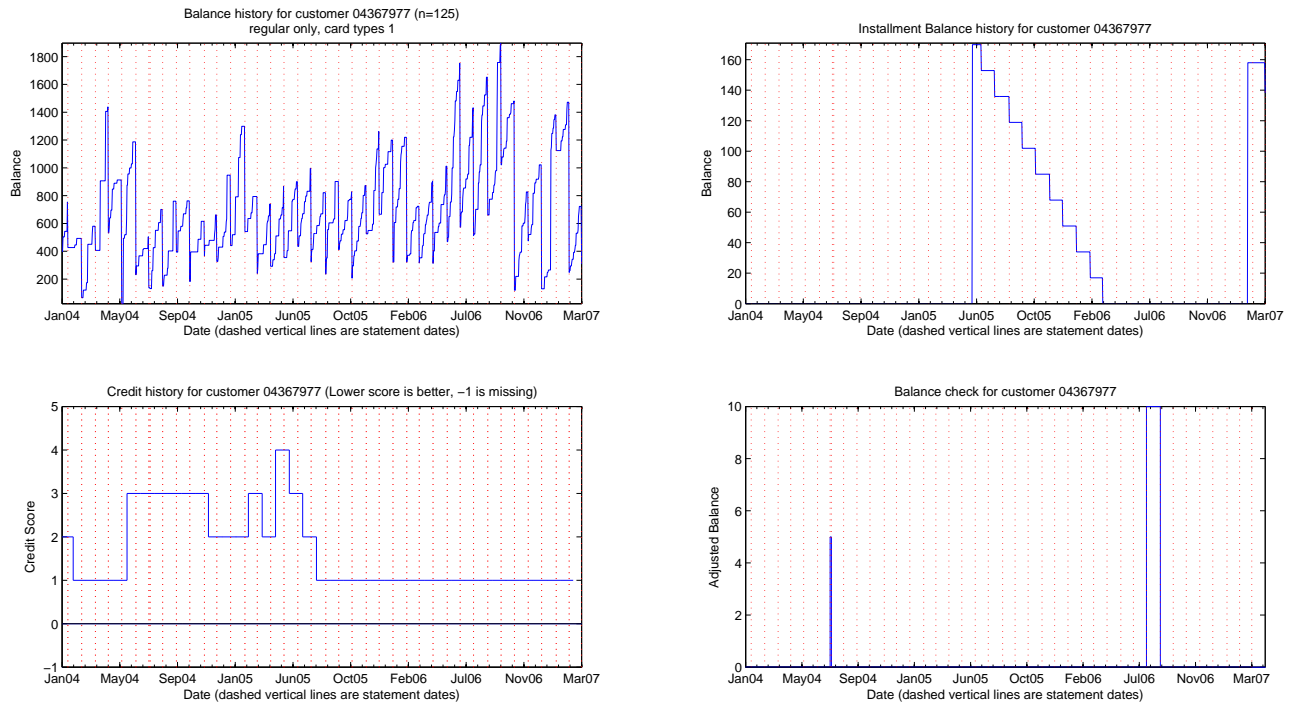 Balance history for customer 04367977 (n=125)
regular only, card types 1
Balance
1800
1600
1400
1200
1000
800
600
400
200
Jan04 May04 Sep04 Jan05 Jun05 Oct05 Feb06 Jul06 Nov06 Mar07
Date (dashed vertical lines are statement dates)
Installment Balance history for customer 04367977
Balance
160
140
120
100
80
60
40
20
0
Jan04 May04 Sep04 Jan05 Jun05 Oct05 Feb06 Jul06 Nov06 Mar07
Date (dashed vertical lines are statement dates)
Credit history for customer 04367977 (Lower score is better, −1 is missing)
Credit Score
5
4
3
2
1
0
−1
Jan04 May04 Sep04 Jan05 Jun05 Oct05 Feb06 Jul06 Nov06 Mar07
Date (dashed vertical lines are statement dates)
Balance check for customer 04367977
Adjusted Balance
10
8
6
4
2
0
Jan04 May04 Sep04 Jan05 Jun05 Oct05 Feb06 Jul06 Nov06 Mar07
Date (dashed vertical lines are statement dates)